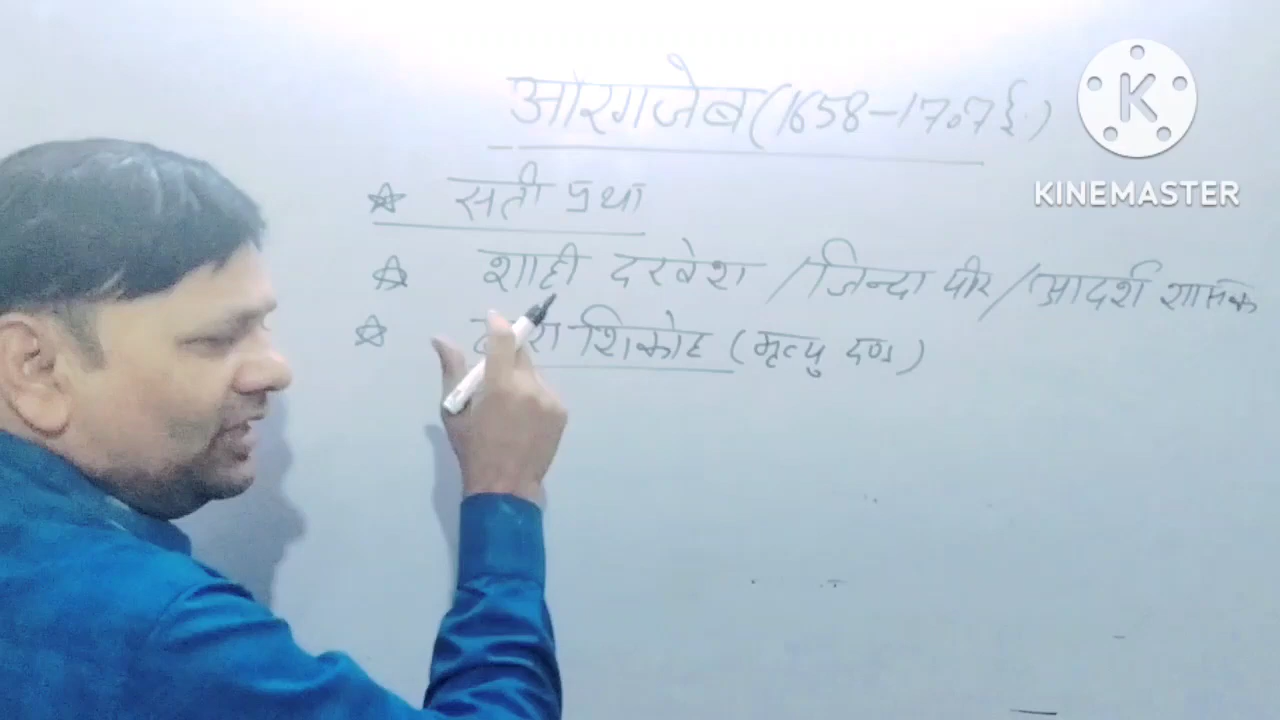 औरंगजेब (1658-1707 ई.)
K
KINEMASTER
☆ सती प्रथा
☆ शाही दरवेश / जिन्दा पीर / आदर्श शासक
☆ दारा शिकोह (मृत्यु दण्ड)